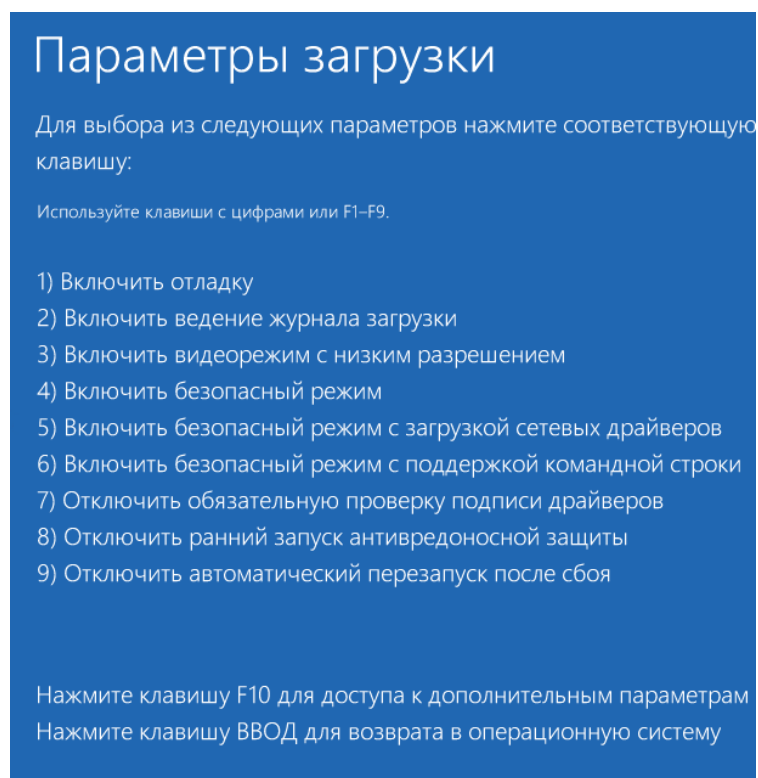 Параметры загрузки
Для выбора из следующих параметров нажмите соответствующую
клавишу:
Используйте клавиши с цифрами или F1–F9.
1) Включить отладку
2) Включить ведение журнала загрузки
3) Включить видеорежим с низким разрешением
4) Включить безопасный режим
5) Включить безопасный режим с загрузкой сетевых драйверов
6) Включить безопасный режим с поддержкой командной строки
7) Отключить обязательную проверку подписи драйверов
8) Отключить ранний запуск антивредоносной защиты
9) Отключить автоматический перезапуск после сбоя
Нажмите клавишу F10 для доступа к дополнительным параметрам
Нажмите клавишу ВВОД для возврата в операционную систему